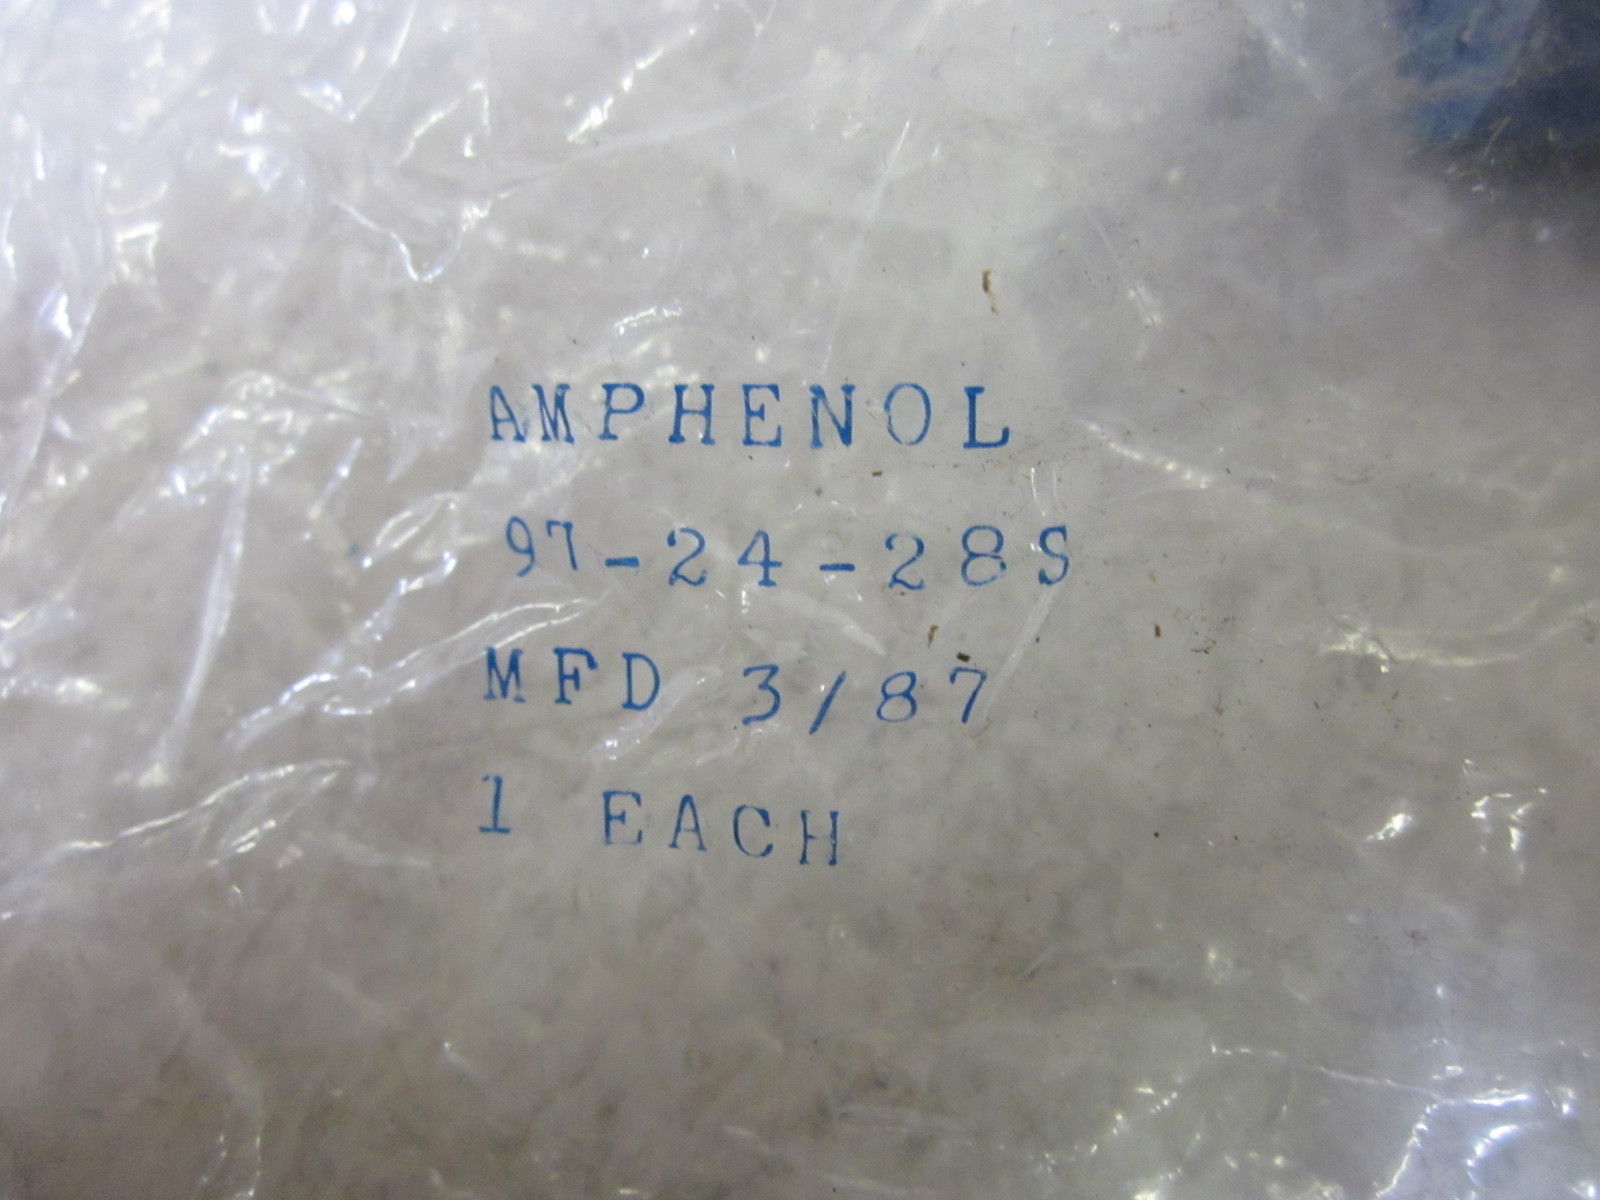 AMPHENOL
97-24-28S
MFD 3/87
1 EACH